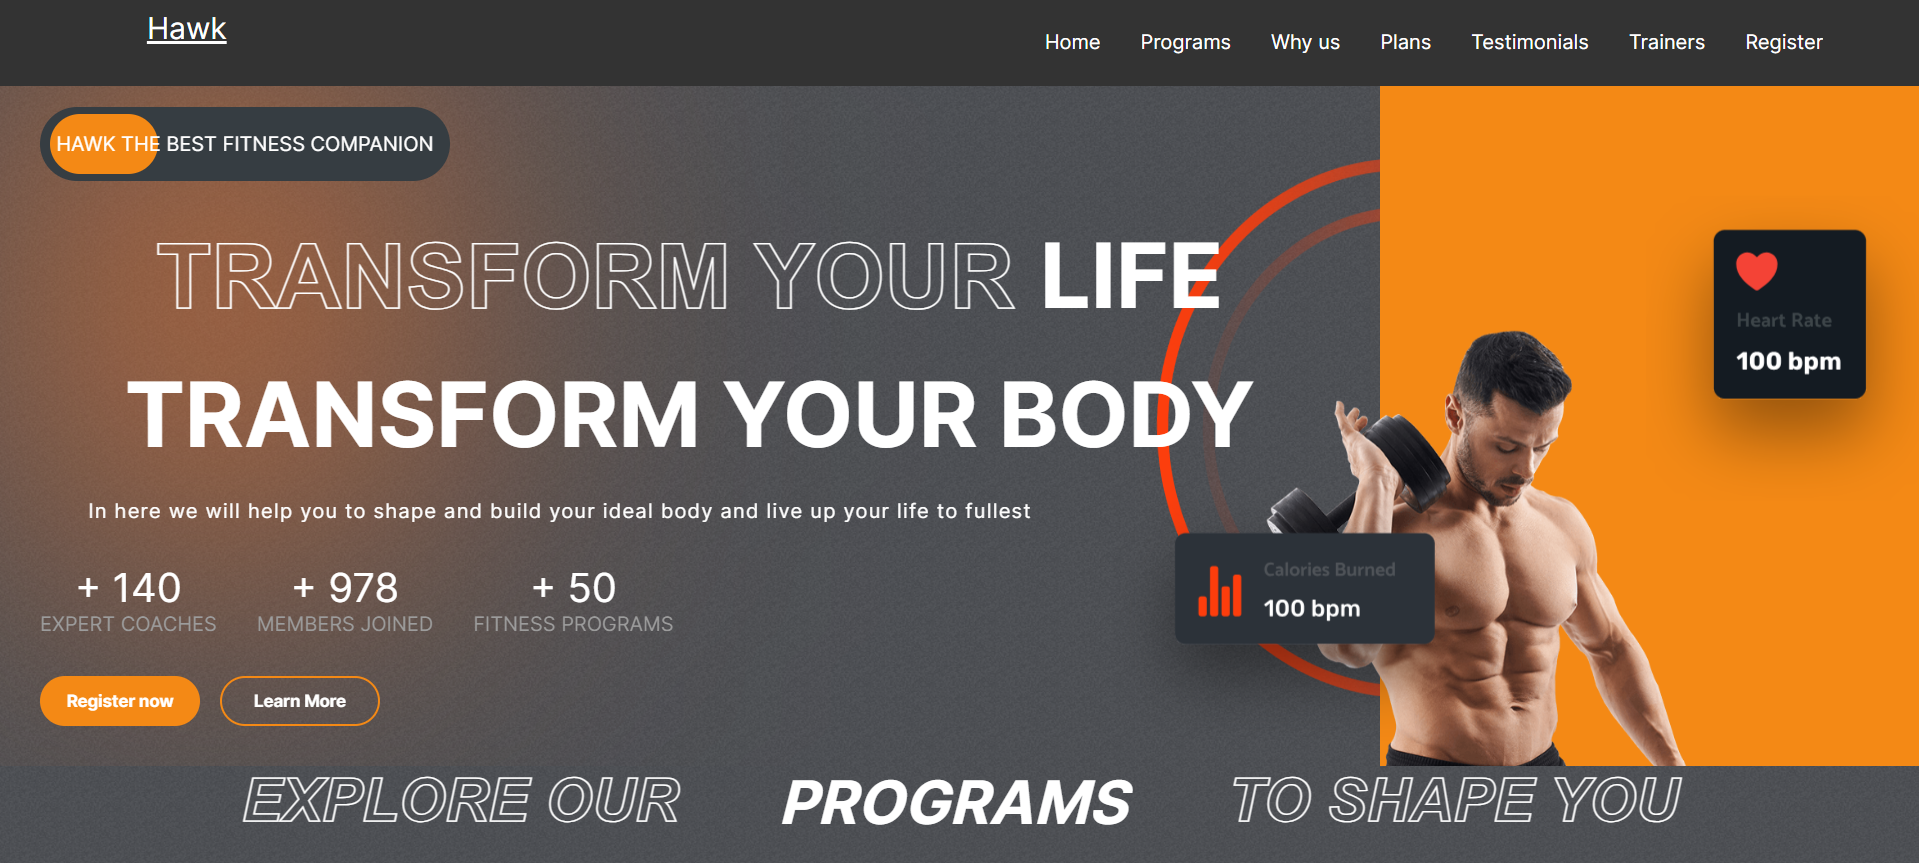 Hawk
Home Programs Why us Plans Testimonials Trainers Register
HAWK THE BEST FITNESS COMPANION
TRANSFORM YOUR LIFE
TRANSFORM YOUR BODY
In here we will help you to shape and build your ideal body and live up your life to fullest
+ 140 + 978 + 50
EXPERT COACHES MEMBERS JOINED FITNESS PROGRAMS
Register now Learn More
Heart Rate
100 bpm
Calories Burned
100 bpm
EXPLORE OUR PROGRAMS TO SHAPE YOU